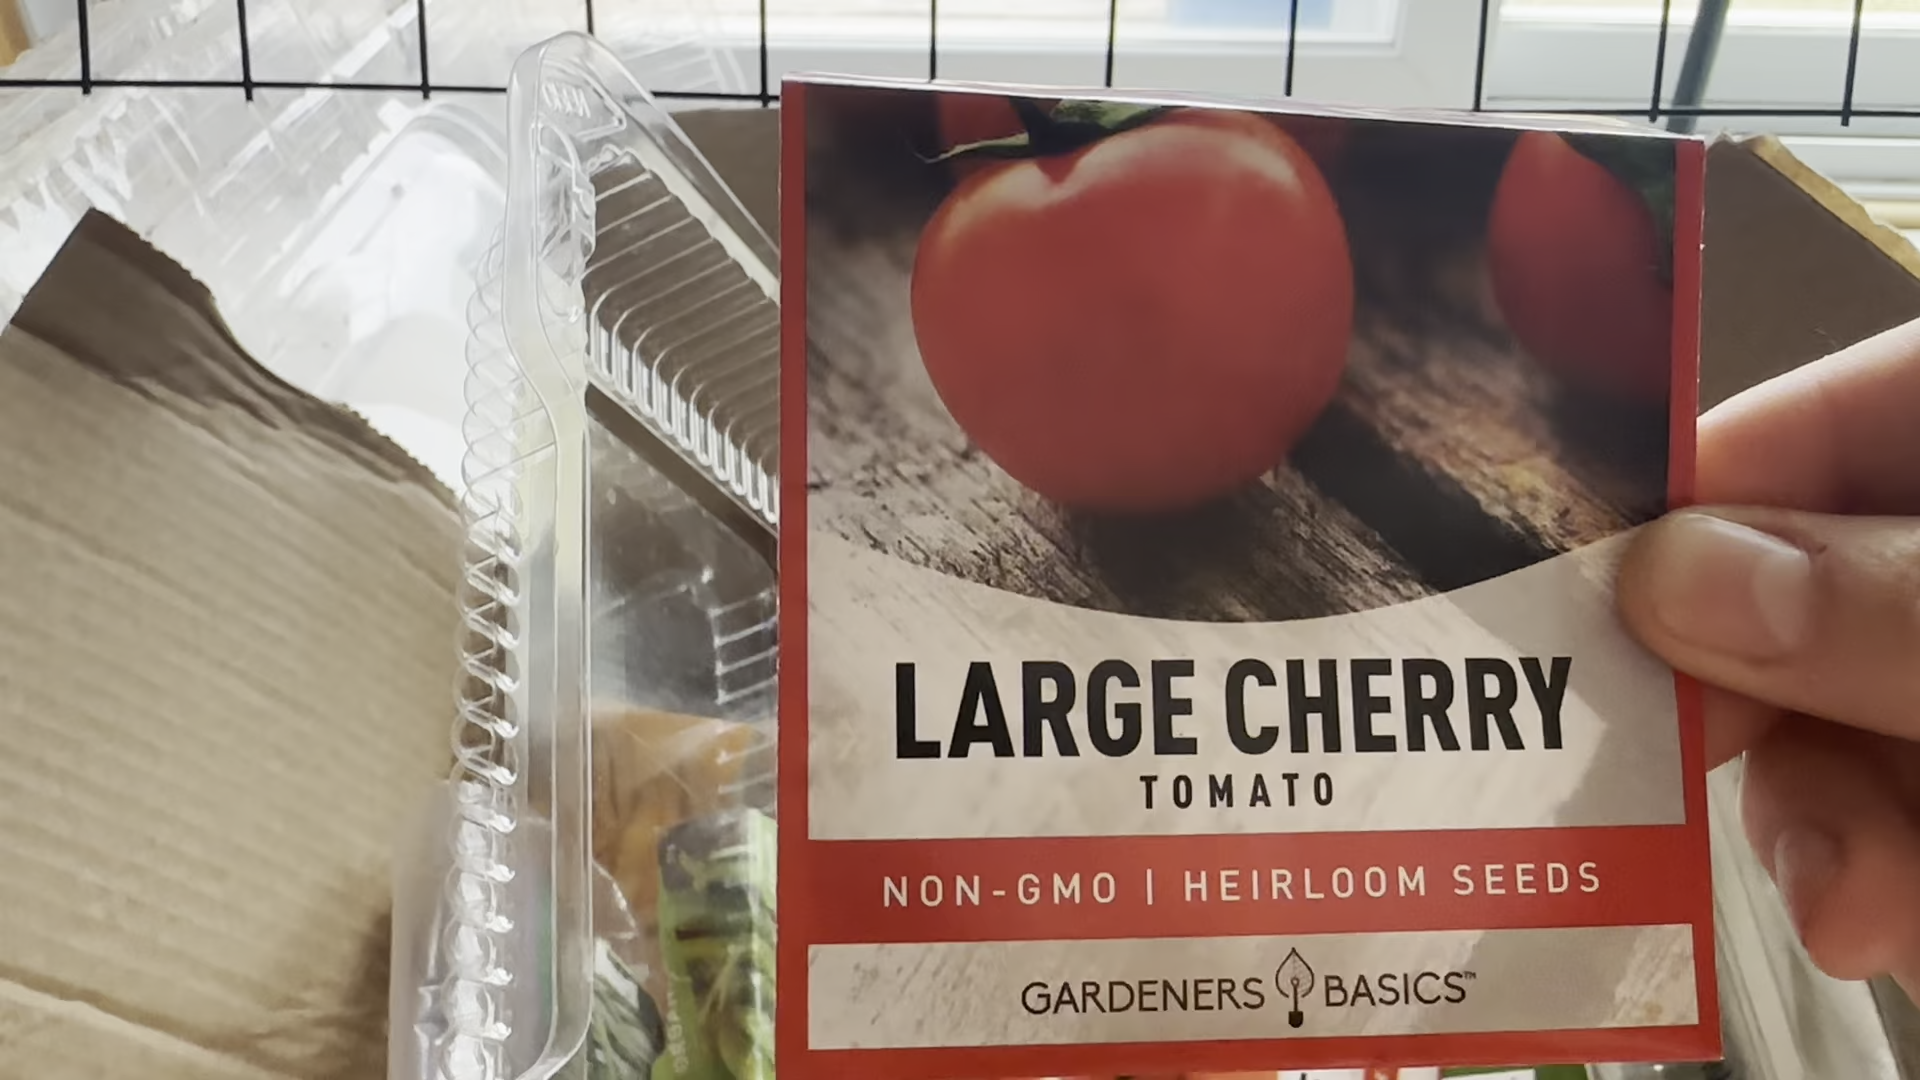 LARGE CHERRY
TOMATO
NON-GMO | HEIRLOOM SEEDS
GARDENERS BASICS™